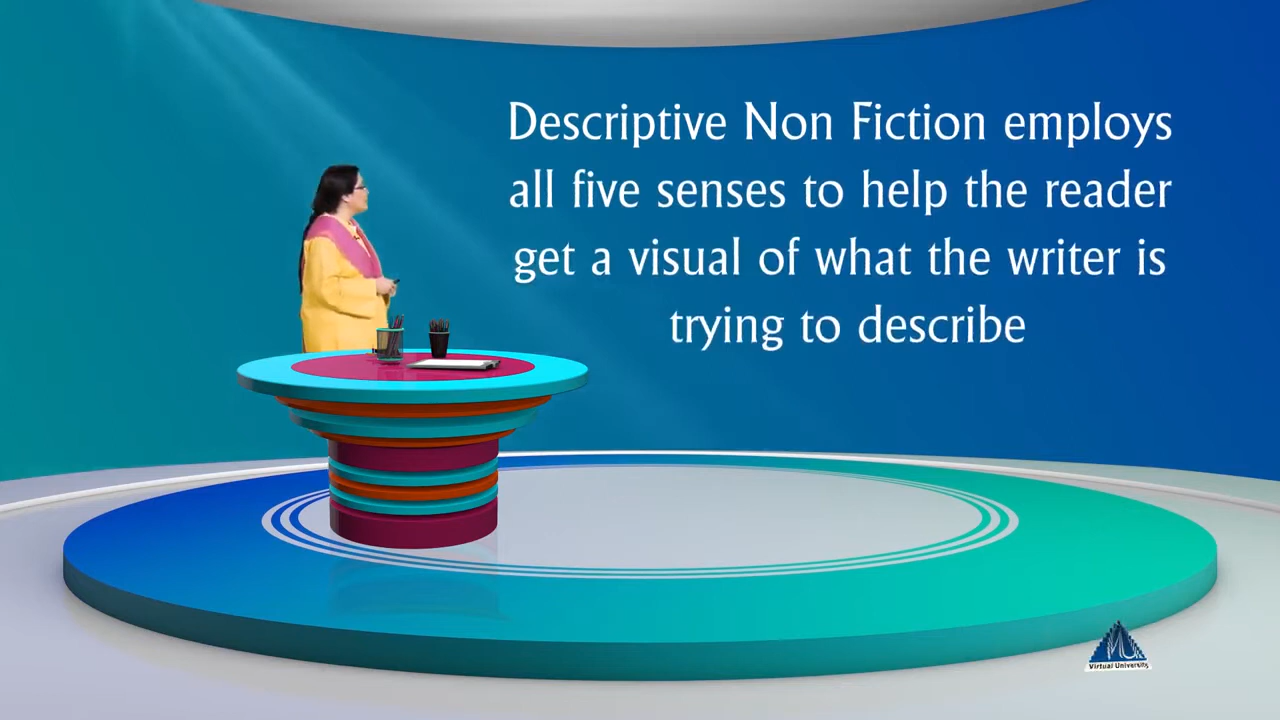 Descriptive Non Fiction employs
all five senses to help the reader
get a visual of what the writer is
trying to describe
Virtual University